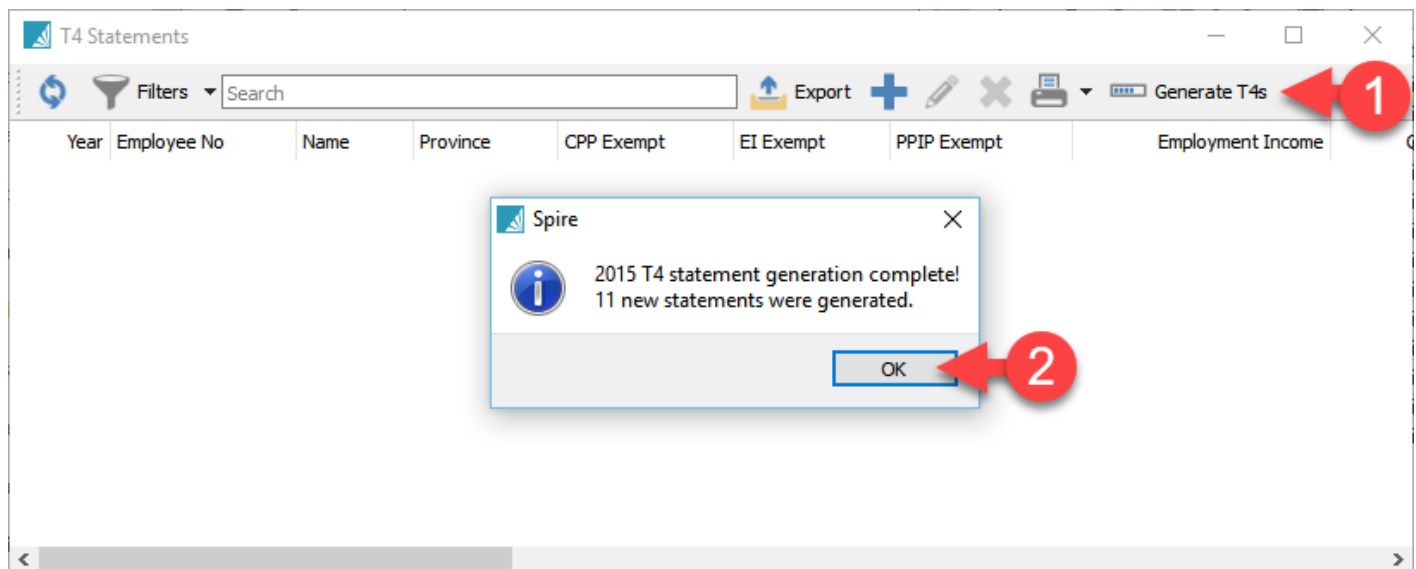 T4 Statements
Filters Search Export Generate T4s 1
Year Employee No Name Province CPP Exempt EI Exempt PPIP Exempt Employment Income
Spire
2015 T4 statement generation complete!
11 new statements were generated.
OK 2